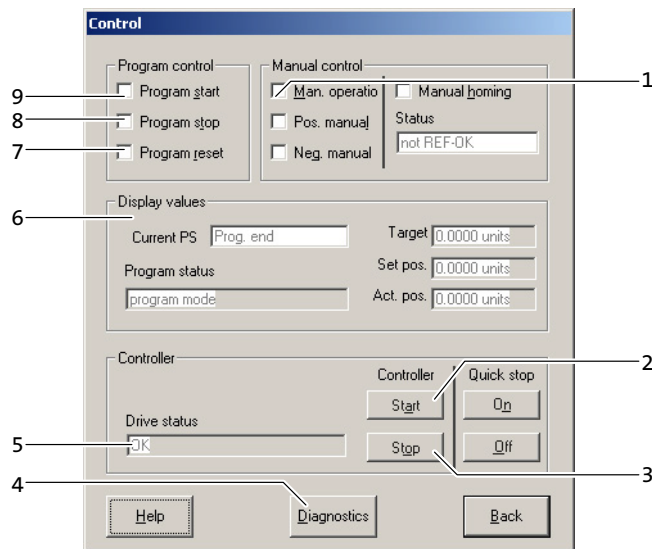 Control
Program control
Manual control
1
9
Program start
Man. operatio
Manual homing
8
Program stop
Pos. manual
Status
7
Program reset
Neg. manual
not REF-OK
6
Display values
Current PS
Prog. end
Target
0.0000 units
Program status
Set pos.
0.0000 units
program mode
Act. pos.
0.0000 units
Controller
2
Controller
Quick stop
Start
On
Drive status
5
OK
Stop
Off
3
4
Help
Diagnostics
Back